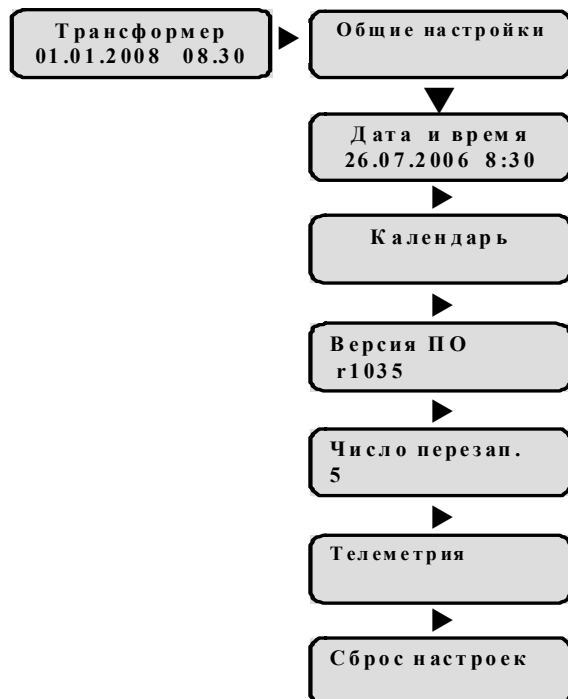 Трансформер
01.01.2008 08.30
Общие настройки
Дата и время
26.07.2006 8:30
Календарь
Версия ПО
r1035
Число перезап.
5
Телеметрия
Сброс настроек